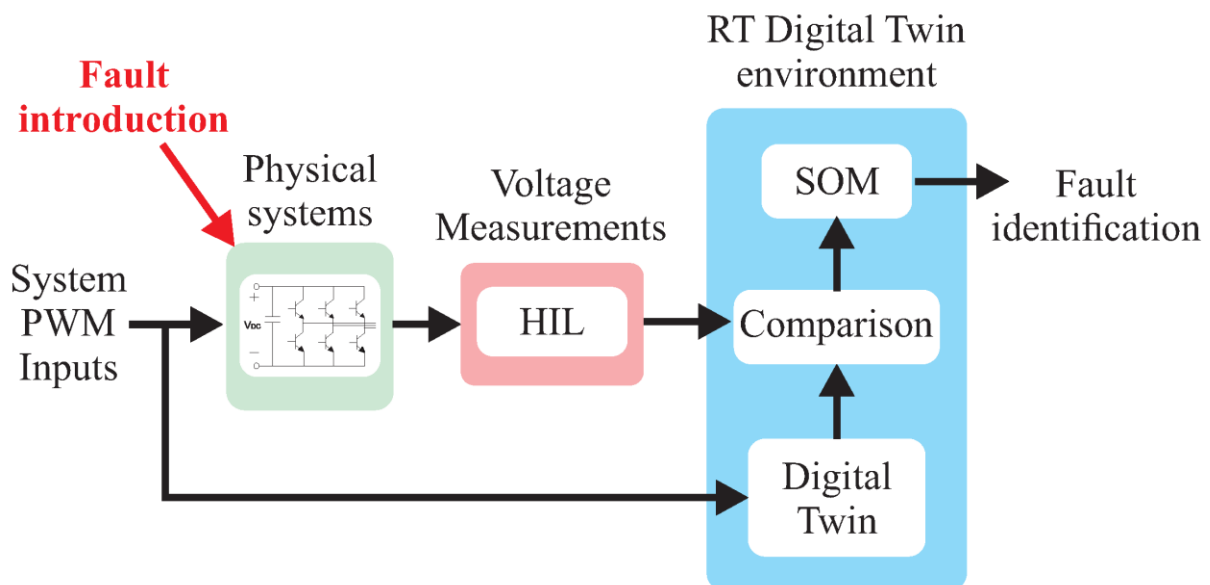 RT Digital Twin
environment
Fault
introduction
Physical
systems
Voltage
Measurements
SOM
Fault
identification
System
PWM
Inputs
+
VDC
−
HIL
Comparison
Digital
Twin